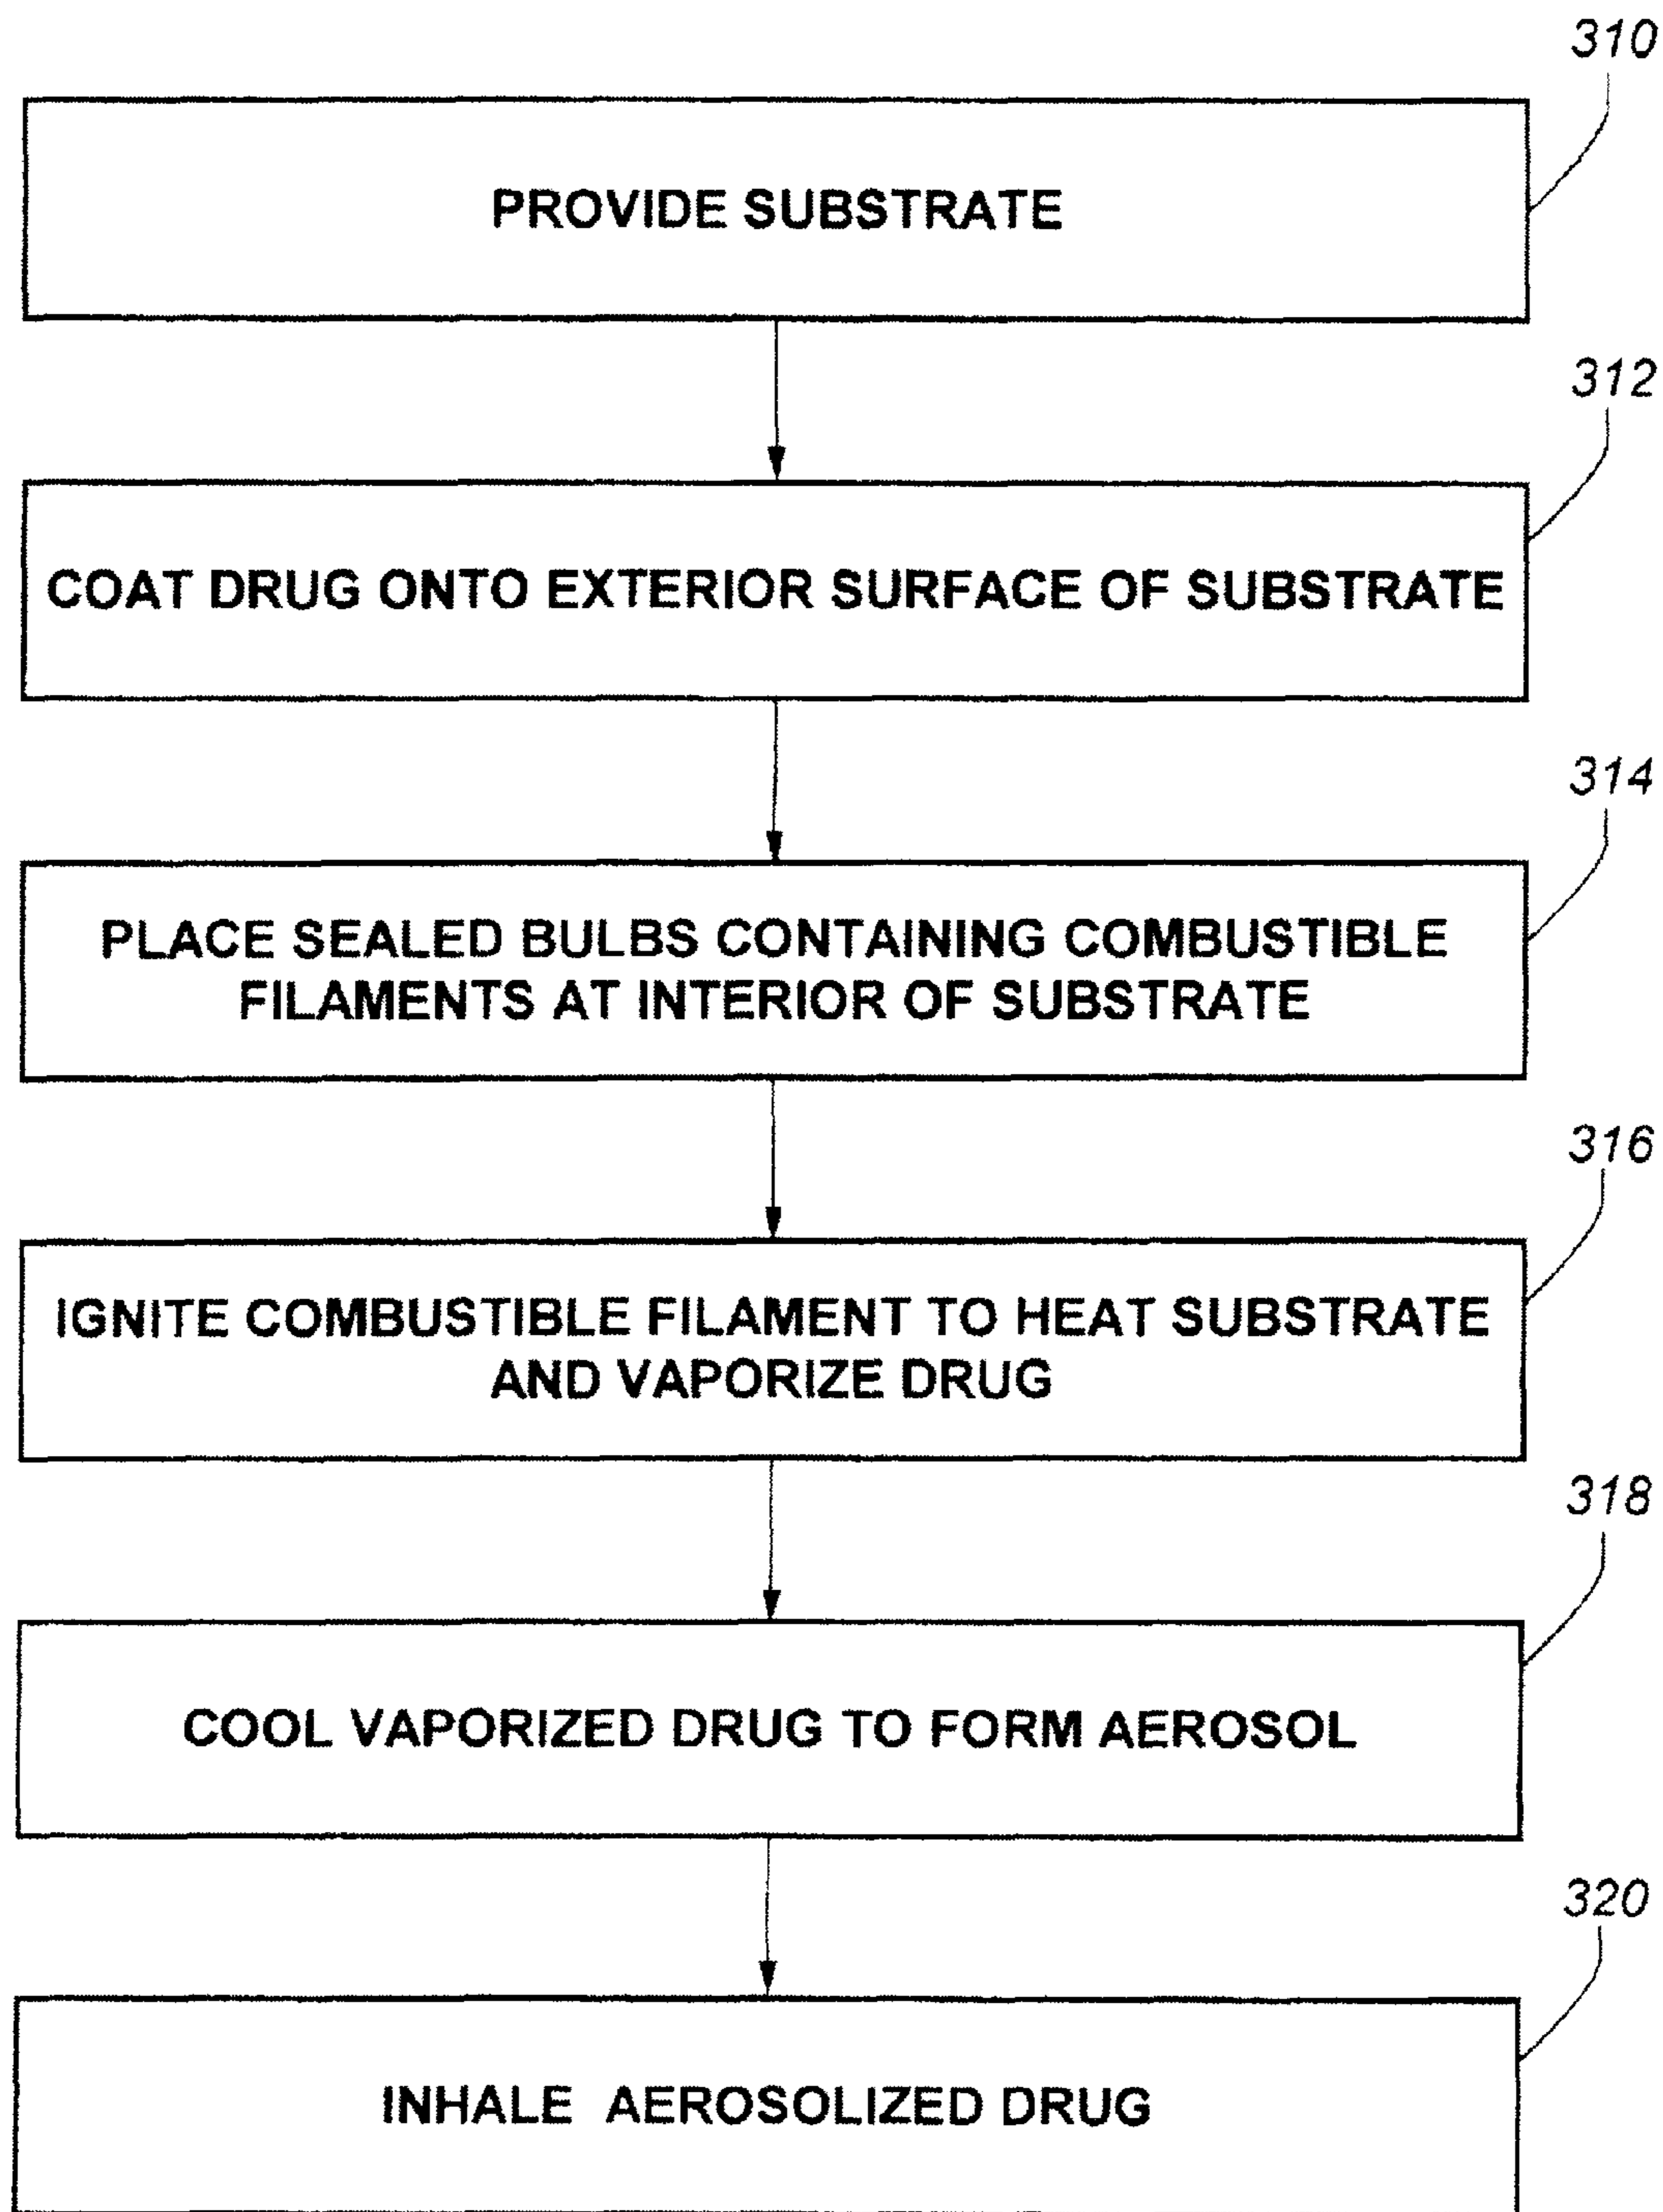 310
PROVIDE SUBSTRATE
312
COAT DRUG ONTO EXTERIOR SURFACE OF SUBSTRATE
314
PLACE SEALED BULBS CONTAINING COMBUSTIBLE
FILAMENTS AT INTERIOR OF SUBSTRATE
316
IGNITE COMBUSTIBLE FILAMENT TO HEAT SUBSTRATE
AND VAPORIZE DRUG
318
COOL VAPORIZED DRUG TO FORM AEROSOL
320
INHALE AEROSOLIZED DRUG